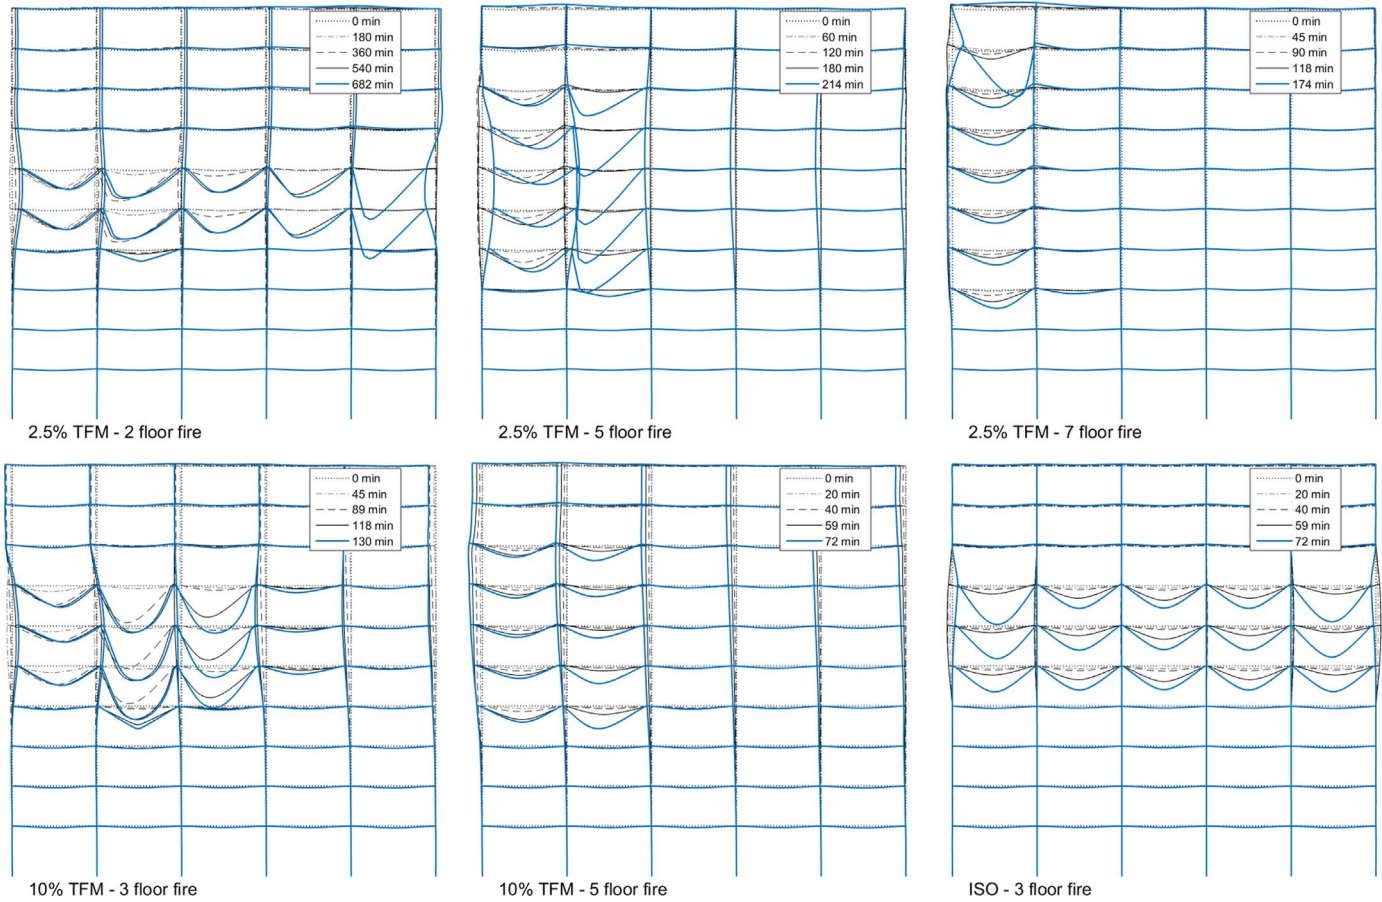 0 min
180 min
360 min
540 min
682 min
2.5% TFM - 2 floor fire
0 min
60 min
120 min
180 min
214 min
2.5% TFM - 5 floor fire
0 min
45 min
90 min
118 min
174 min
2.5% TFM - 7 floor fire
0 min
45 min
89 min
118 min
130 min
10% TFM - 3 floor fire
0 min
20 min
40 min
59 min
72 min
10% TFM - 5 floor fire
0 min
20 min
40 min
59 min
72 min
ISO - 3 floor fire